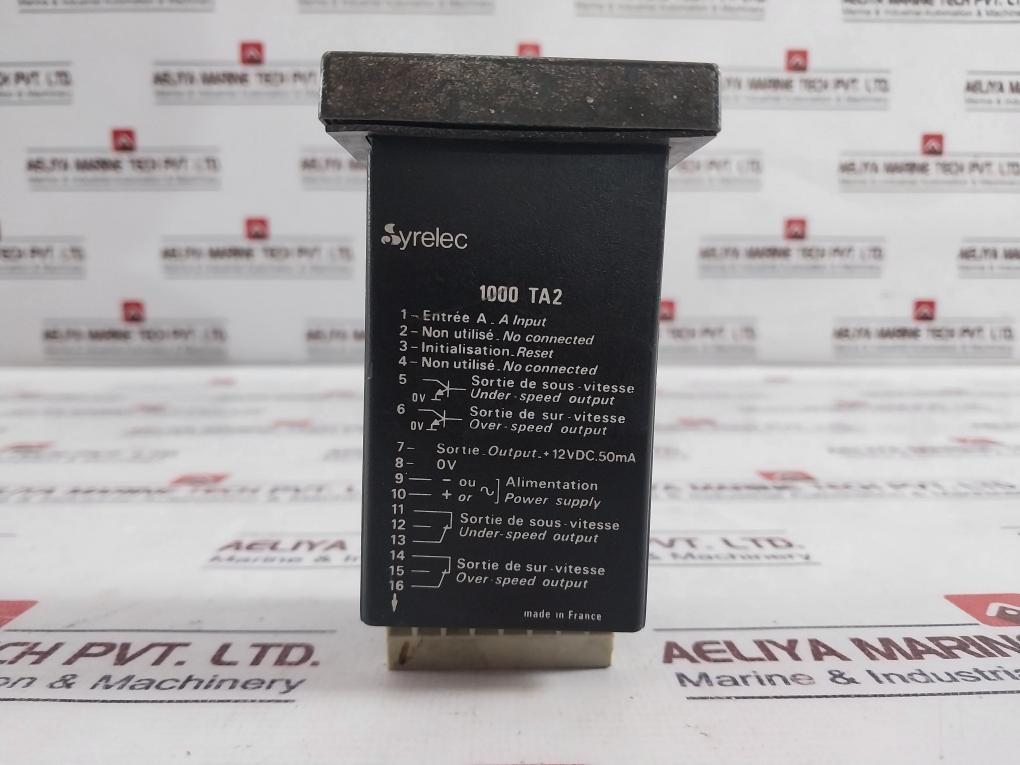 AELIYA MARINE TECH PVT. LTD.
Marine & Industrial Automation & Machinery
Syrelec
1000 TA2
1 - Entrée A - A Input
2 - Non utilisé - No connected
3 - Initialisation - Reset
4 - Non utilisé - No connected
5 Sortie de sous-vitesse
0V Under-speed output
6 Sortie de sur-vitesse
0V Over-speed output
7 - Sortie - Output - + 12VDC.50mA
8 - 0V
9 — - ou Alimentation
10 — + or ~ Power supply
11
12 Sortie de sous-vitesse
13 Under-speed output
14
15 Sortie de sur-vitesse
16 Over-speed output
made in France
AELIYA
CH PVT. LTD.
tion & Machinery
AELIYA MARIN
Marine & Industria